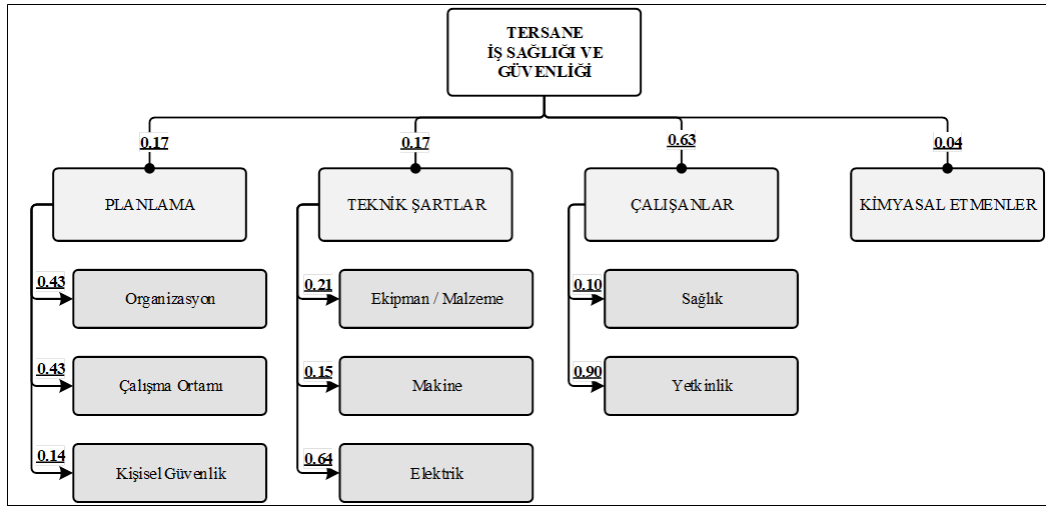 TERSANE
İŞ SAĞLIĞI VE
GÜVENLİĞİ
0.17
0.17
0.63
0.04
PLANLAMA
TEKNİK ŞARTLAR
ÇALIŞANLAR
KİMYASAL ETMENLER
0.43
Organizasyon
0.21
Ekipman / Malzeme
0.10
Sağlık
0.43
Çalışma Ortamı
0.15
Makine
0.90
Yetkinlik
0.14
Kişisel Güvenlik
0.64
Elektrik